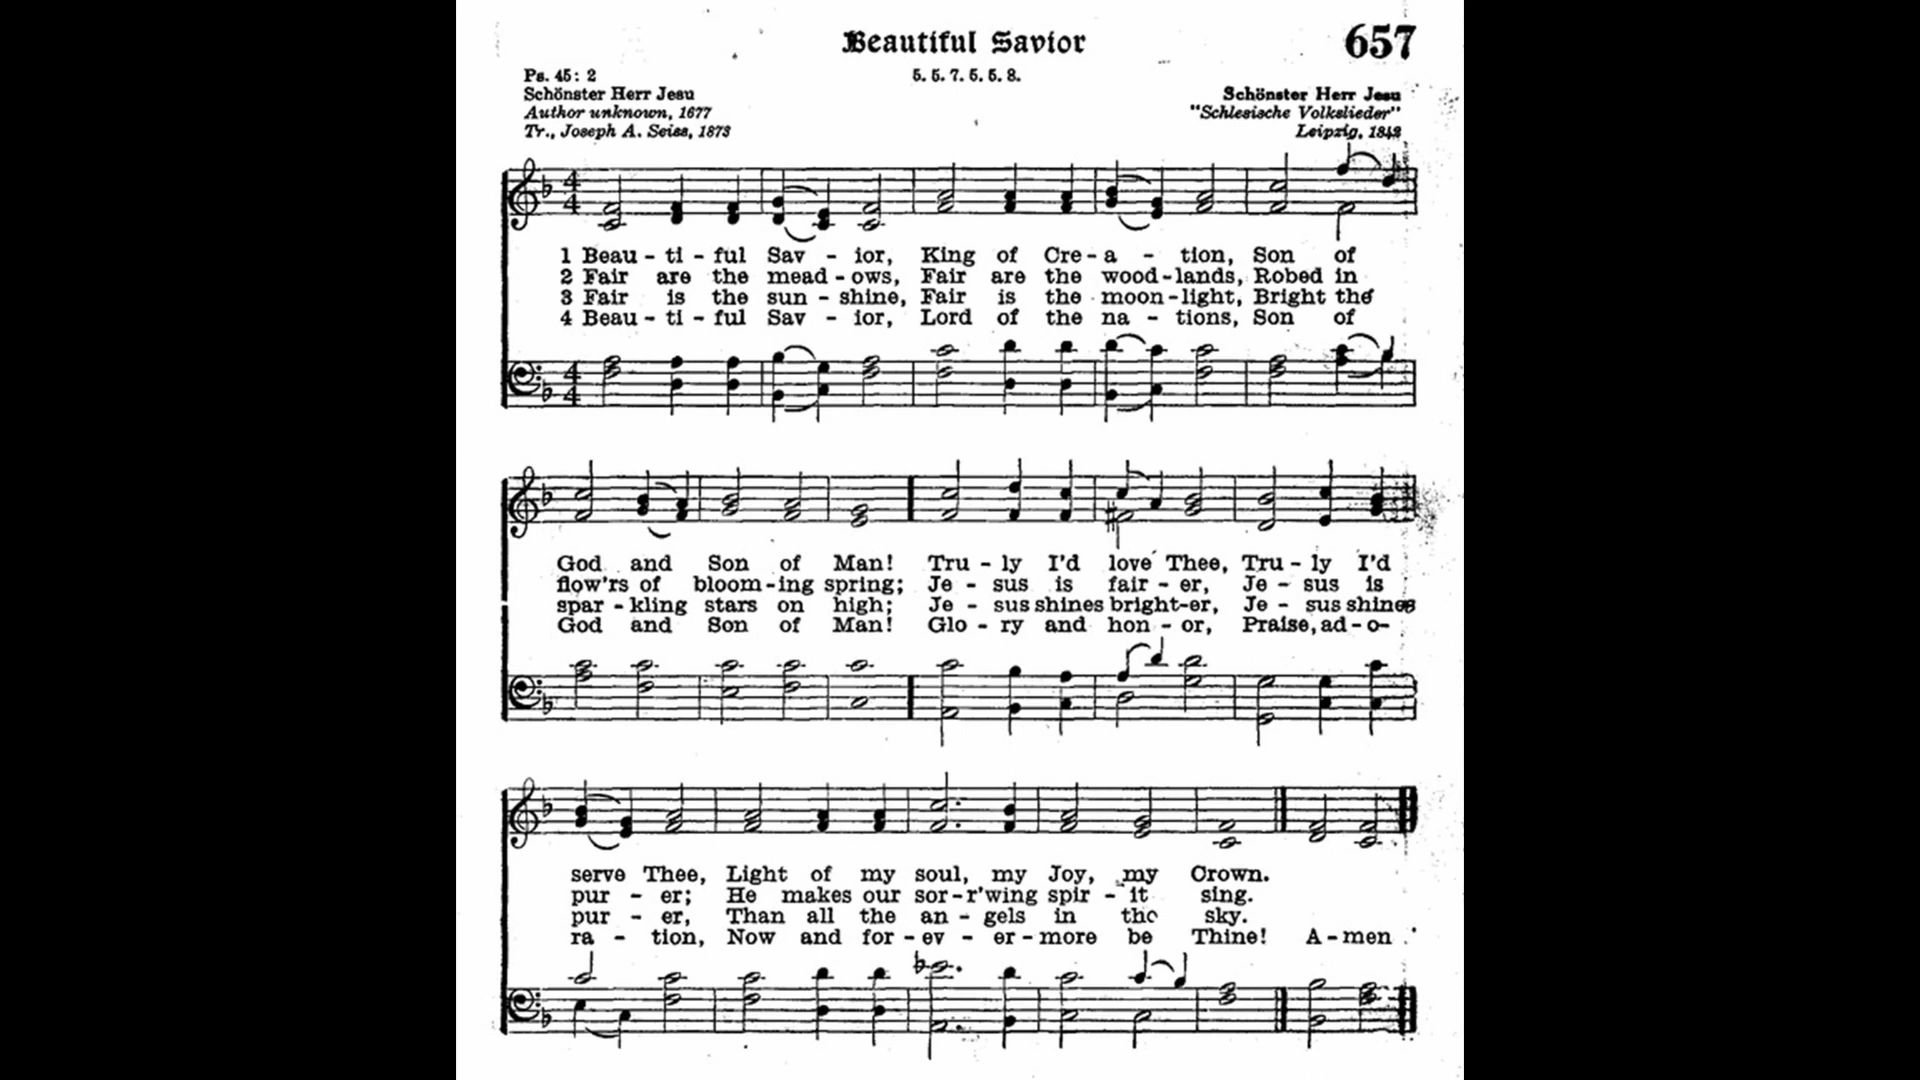 Beautiful Savior
657
5. 5. 7. 5. 5. 8.
Ps. 45: 2
Schönster Herr Jesu
Author unknown, 1677
Tr., Joseph A. Seiss, 1873
Schönster Herr Jesu
"Schlesische Volkslieder"
Leipzig, 1842
1 Beau - ti - ful Sav - ior, King of Cre - a - tion, Son of
2 Fair are the mead - ows, Fair are the wood - lands, Robed in
3 Fair is the sun - shine, Fair is the moon - light, Bright the
4 Beau - ti - ful Sav - ior, Lord of the na - tions, Son of
God and Son of Man! Tru - ly I'd love Thee, Tru - ly I'd
flow'rs of bloom - ing spring; Je - sus is fair - er, Je - sus is
spar - kling stars on high; Je - sus shines bright-er, Je - sus shines
God and Son of Man! Glo - ry and hon - or, Praise, ad - o-
serve Thee, Light of my soul, my Joy, my Crown.
pur - er; He makes our sor - r'wing spir - it sing.
pur - er, Than all the an - gels in the sky.
ra - tion, Now and for - ev - er - more be Thine! A - men .